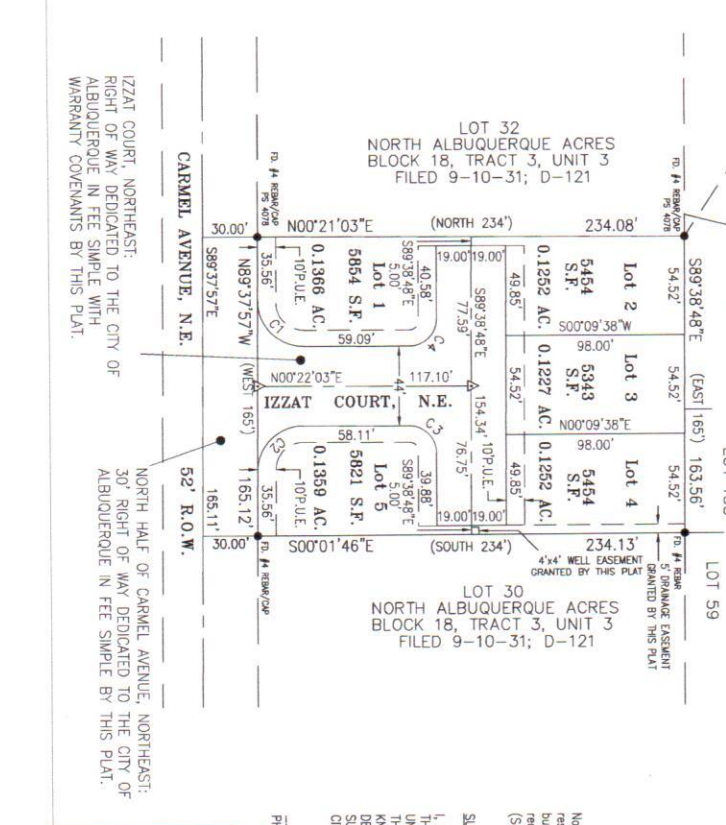 LOT 32
NORTH ALBUQUERQUE ACRES
BLOCK 18, TRACT 3, UNIT 3
FILED 9-10-31; D-121
FD. #4 REBAR/CAP
PS 4078
FD. #4 REBAR/CAP
PS 4078
30.00'
N00°21'03"E
(NORTH 234')
234.08'
S89°38'48"E
(EAST 165')
163.56'
54.52'
54.52'
54.52'
Lot 2
5454
S.F.
0.1252 AC.
49.85'
S00°09'38"W
98.00'
Lot 3
5343
S.F.
0.1227 AC.
54.52'
N00°09'38"E
98.00'
Lot 4
5454
S.F.
0.1252 AC.
49.85'
10'P.U.E.
19.00'
19.00'
S89°38'48"E
77.59'
154.34'
76.75'
19.00'
19.00'
S89°38'48"E
5.00'
40.58'
Lot 1
5854 S.F.
0.1366 AC.
10'P.U.E.
35.56'
C1
59.09'
C4
44'
N00°22'03"E
117.10'
IZZAT COURT, N.E.
58.11'
C3
C2
S89°38'48"E
5.00'
39.88'
Lot 5
5821 S.F.
0.1359 AC.
10'P.U.E.
35.56'
S89°37'57"E
N89°37'57"W
(WEST 165')
165.12'
165.11'
30.00'
S00°01'46"E
(SOUTH 234')
234.13'
FD. #4 REBAR/CAP
FD. #4 REBAR
4'x4' WELL EASEMENT
GRANTED BY THIS PLAT
5' DRAINAGE EASEMENT
GRANTED BY THIS PLAT
LOT 59
LOT 30
NORTH ALBUQUERQUE ACRES
BLOCK 18, TRACT 3, UNIT 3
FILED 9-10-31; D-121
CARMEL AVENUE, N.E.
52' R.O.W.
IZZAT COURT, NORTHEAST:
RIGHT OF WAY DEDICATED TO THE CITY OF
ALBUQUERQUE IN FEE SIMPLE WITH
WARRANTY COVENANTS BY THIS PLAT.
NORTH HALF OF CARMEL AVENUE, NORTHEAST:
30' RIGHT OF WAY DEDICATED TO THE CITY OF
ALBUQUERQUE IN FEE SIMPLE BY THIS PLAT.